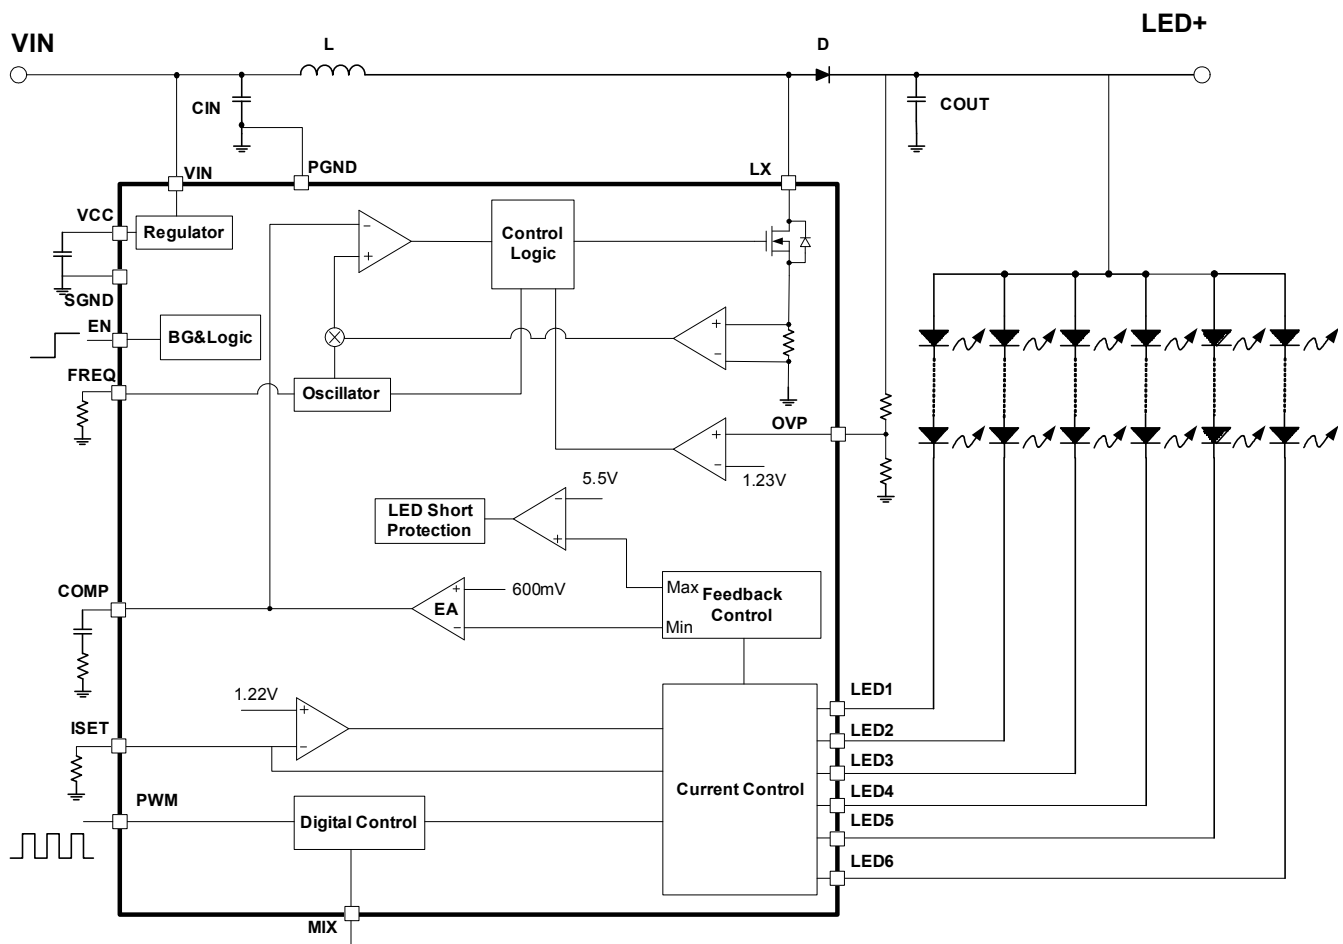 LED+
VIN
L
D
CIN
COUT
VIN
PGND
LX
VCC
Regulator
Control
Logic
SGND
EN
BG&Logic
FREQ
Oscillator
OVP
1.23V
5.5V
LED Short
Protection
COMP
EA
600mV
Max
Feedback
Control
Min
1.22V
ISET
LED1
LED2
LED3
Current Control
LED4
PWM
Digital Control
LED5
LED6
MIX